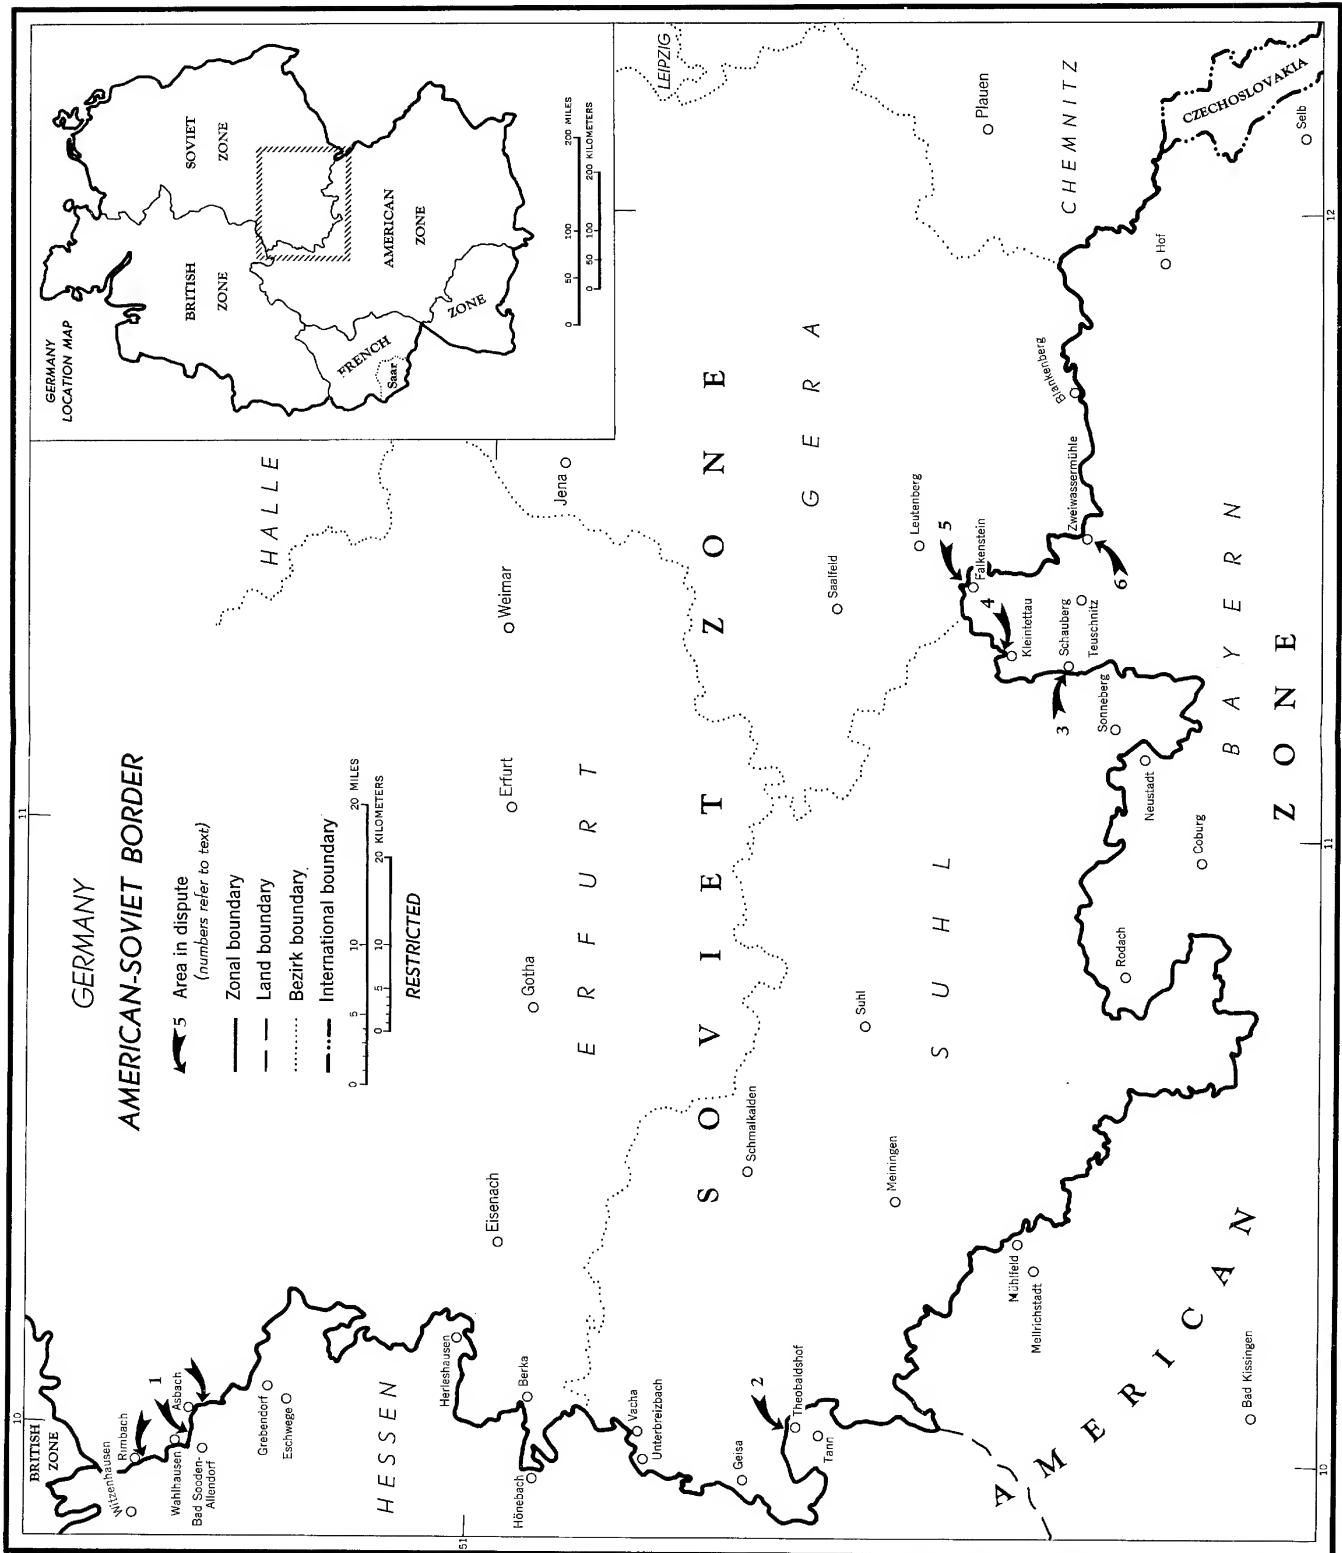 GERMANY
AMERICAN-SOVIET BORDER
5 Area in dispute
(numbers refer to text)
Zonal boundary
Land boundary
Bezirk boundary
International boundary
0 5 10 20 MILES
0 5 10 20 KILOMETERS
RESTRICTED
GERMANY
LOCATION MAP
BRITISH
ZONE
SOVIET
ZONE
AMERICAN
ZONE
FRENCH
ZONE
Saar
0 50 100 200 MILES
0 50 100 200 KILOMETERS
10
11
51
10
11
12
BRITISH
ZONE
Witzenhausen
Rimbach
1
Wahlhausen
Asbach
Bad Sooden-
Allendorf
Grebendorf
Eschwege
HESSEN
Herleshausen
Eisenach
Berka
Hönebach
Vacha
Unterbreizbach
Geisa
2
Theobaldshof
Tann
Gotha
Erfurt
Weimar
Jena
HALLE
LEIPZIG
ERFURT
SOVIET ZONE
GERA
Schmalkalden
Suhl
Meiningen
SUHL
Saalfeld
Leutenberg
5
Falkenstein
4
Kleintettau
Schauberg
Teuschnitz
3
Sonneberg
6
Zweiwassermühle
Blankenberg
Plauen
CHEMNITZ
Hof
CZECHOSLOVAKIA
Selb
Neustadt
Coburg
Rodach
Mühlfeld
Mellrichstadt
Bad Kissingen
BAYERN
AMERICAN ZONE